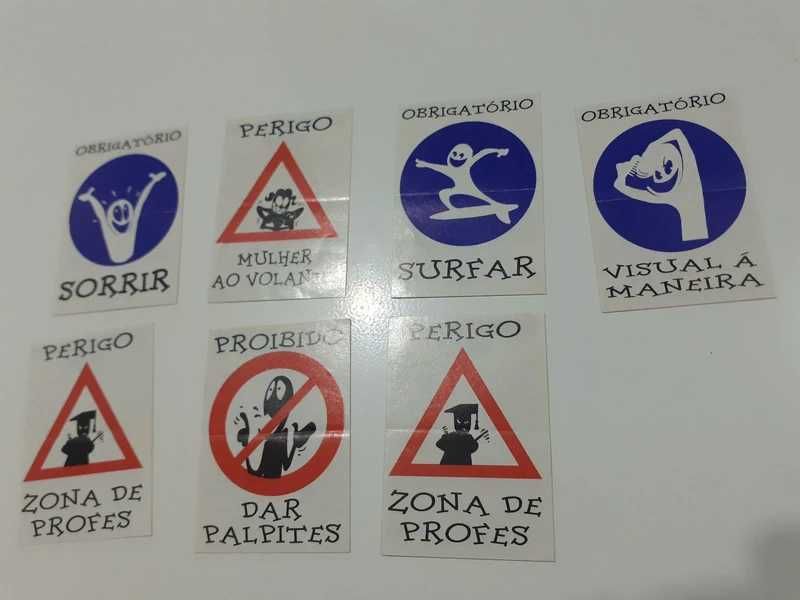 OBRIGATÓRIO
SORRIR
PERIGO
MULHER
AO VOLANTE
OBRIGATÓRIO
SURFAR
OBRIGATÓRIO
VISUAL Á
MANEIRA
PERIGO
ZONA DE
PROFES
PROIBIDO
DAR
PALPITES
PERIGO
ZONA DE
PROFES